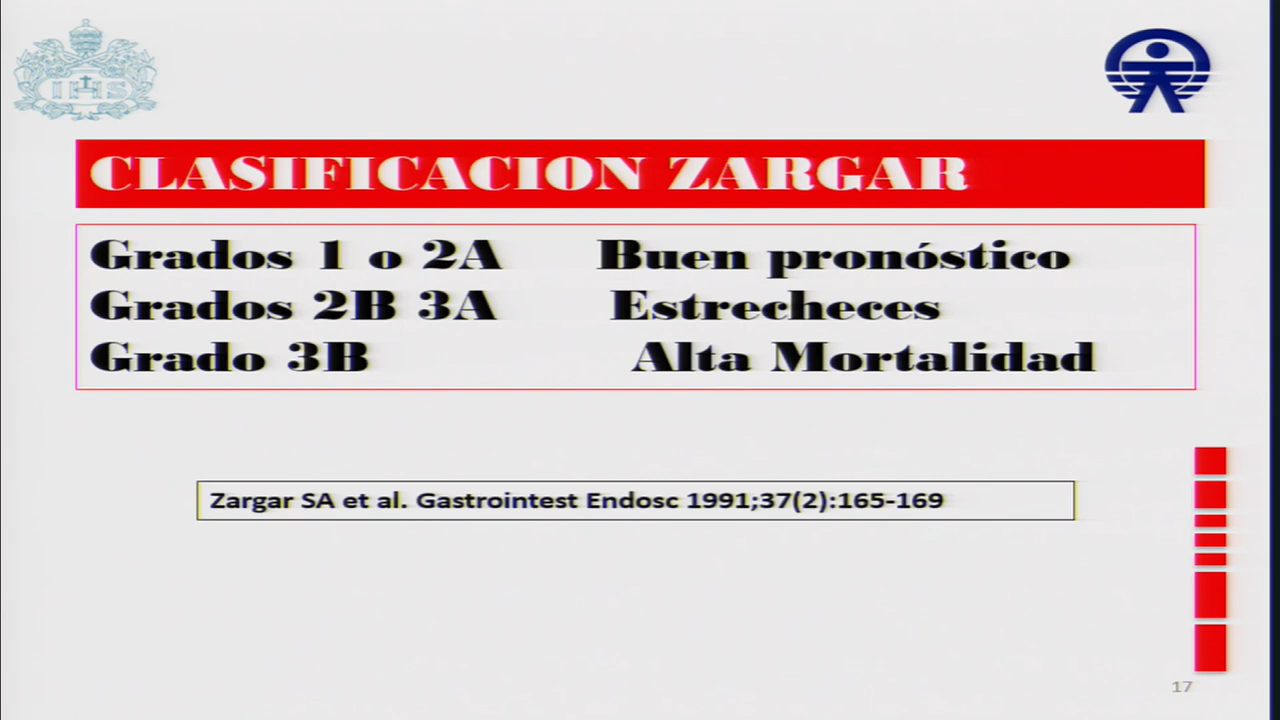 IHS
CLASIFICACION ZARGAR
Grados 1 o 2A Buen pronóstico
Grados 2B 3A Estrecheces
Grado 3B Alta Mortalidad
Zargar SA et al. Gastrointest Endosc 1991;37(2):165-169
17